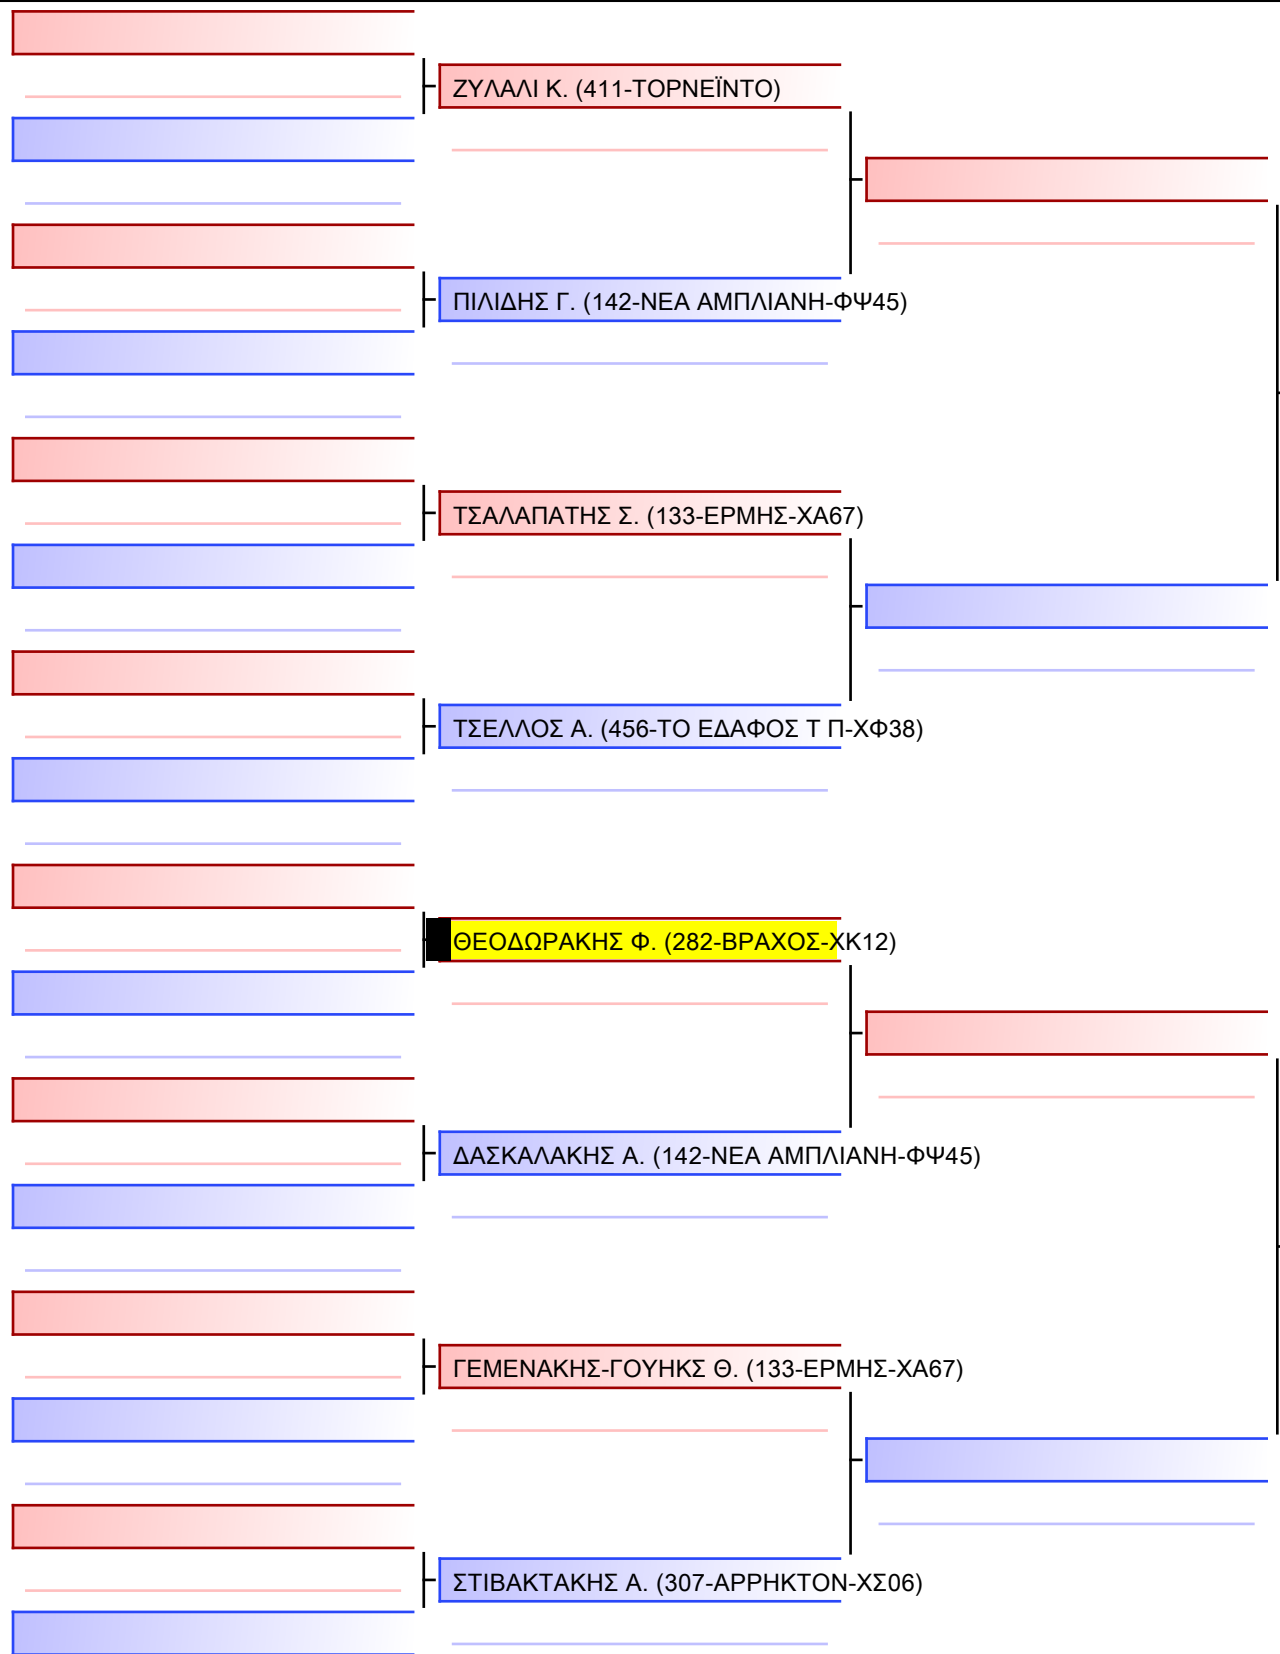 ΖΥΛΑΛΙ Κ. (411-ΤΟΡΝΕΪΝΤΟ)
ΠΙΛΙΔΗΣ Γ. (142-ΝΕΑ ΑΜΠΛΙΑΝΗ-ΦΨ45)
ΤΣΑΛΑΠΑΤΗΣ Σ. (133-ΕΡΜΗΣ-ΧΑ67)
ΤΣΕΛΛΟΣ Α. (456-ΤΟ ΕΔΑΦΟΣ Τ Π-ΧΦ38)
ΘΕΟΔΩΡΑΚΗΣ Φ. (282-ΒΡΑΧΟΣ-ΧΚ12)
ΔΑΣΚΑΛΑΚΗΣ Α. (142-ΝΕΑ ΑΜΠΛΙΑΝΗ-ΦΨ45)
ΓΕΜΕΝΑΚΗΣ-ΓΟΥΗΚΣ Θ. (133-ΕΡΜΗΣ-ΧΑ67)
ΣΤΙΒΑΚΤΑΚΗΣ Α. (307-ΑΡΡΗΚΤΟΝ-ΧΣ06)